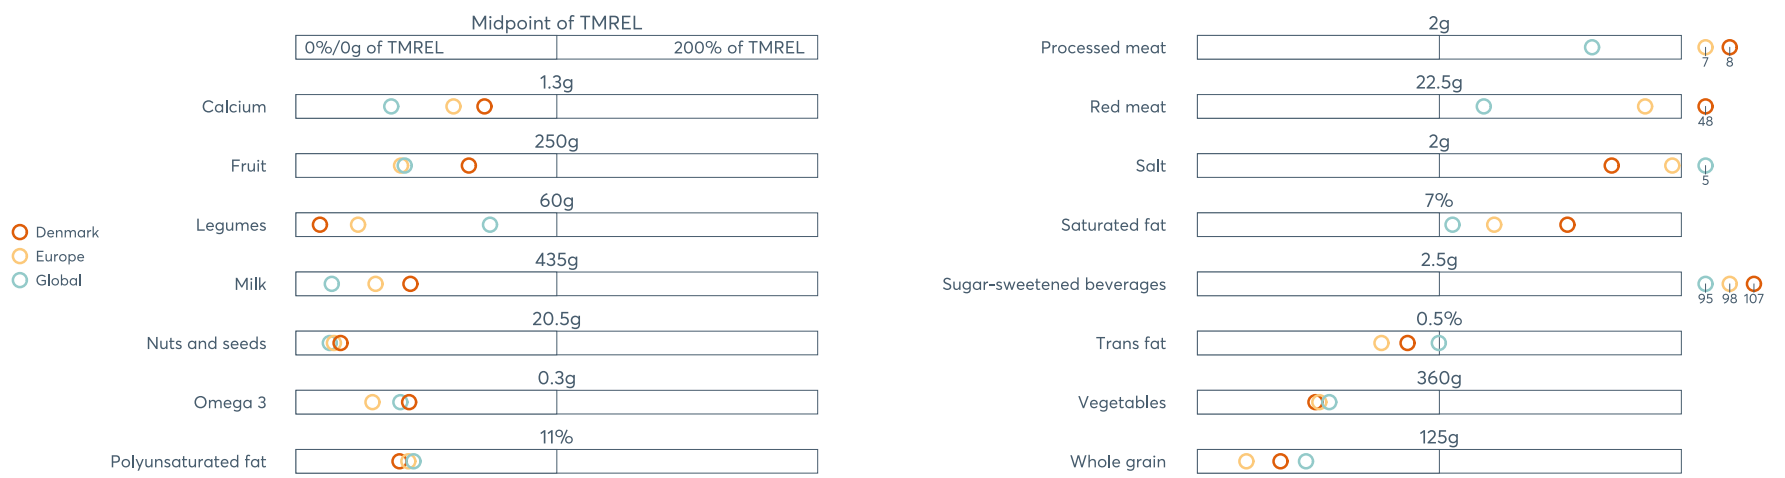 Midpoint of TMREL
0%/0g of TMREL
200% of TMREL
1.3g
Calcium
250g
Fruit
60g
Legumes
435g
Milk
20.5g
Nuts and seeds
0.3g
Omega 3
11%
Polyunsaturated fat
Denmark
Europe
Global
2g
Processed meat
7 8
22.5g
Red meat
48
2g
Salt
5
7%
Saturated fat
2.5g
Sugar-sweetened beverages
95 98 107
0.5%
Trans fat
360g
Vegetables
125g
Whole grain